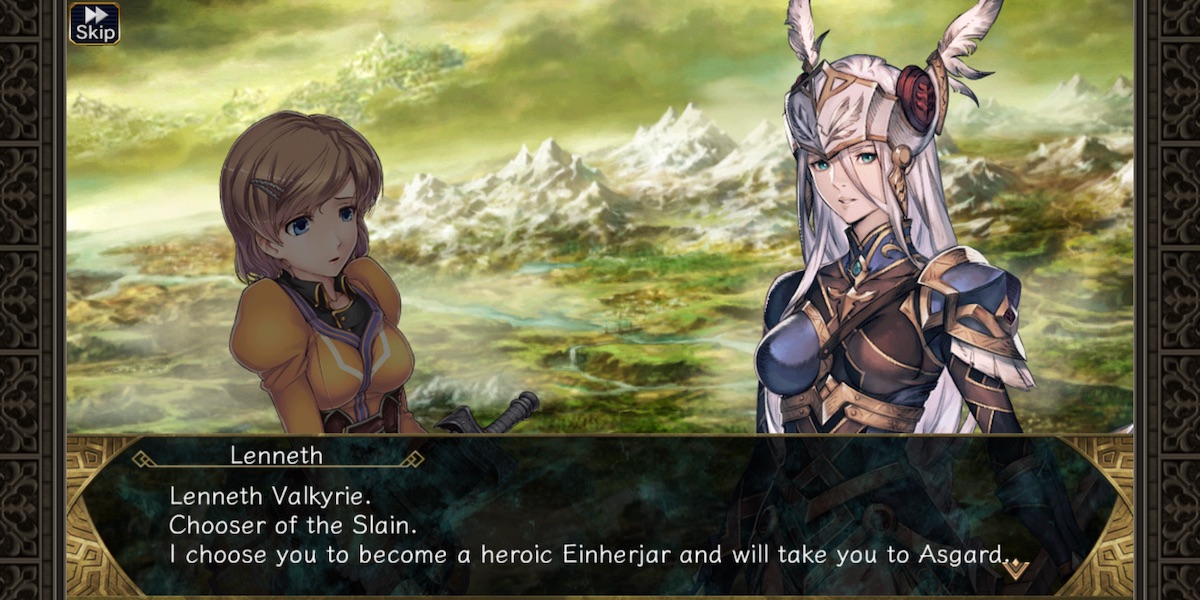 Skip
Lenneth
Lenneth Valkyrie.
Chooser of the Slain.
I choose you to become a heroic Einherjar and will take you to Asgard...